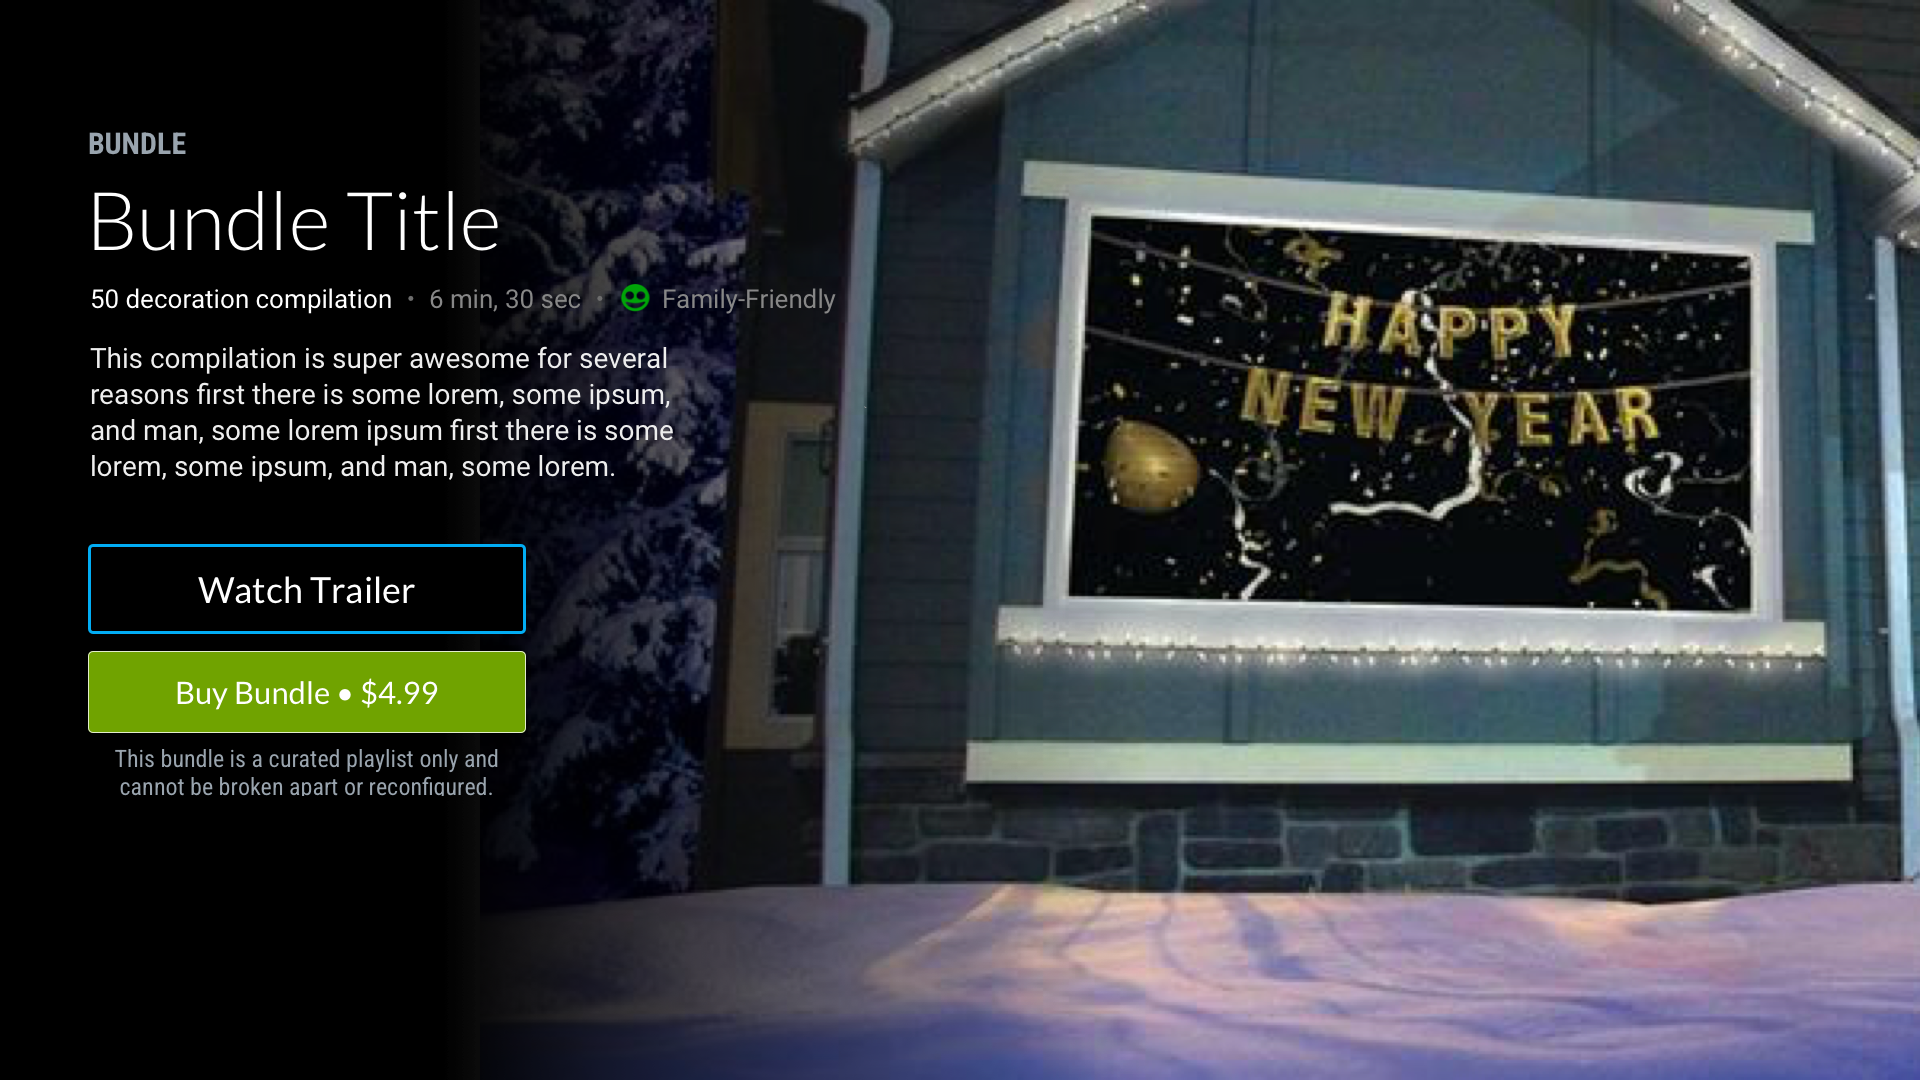 BUNDLE
Bundle Title
50 decoration compilation • 6 min, 30 sec • Family-Friendly
This compilation is super awesome for several
reasons first there is some lorem, some ipsum,
and man, some lorem ipsum first there is some
lorem, some ipsum, and man, some lorem.
Watch Trailer
Buy Bundle • $4.99
This bundle is a curated playlist only and
cannot be broken apart or reconfigured.
HAPPY
NEW YEAR